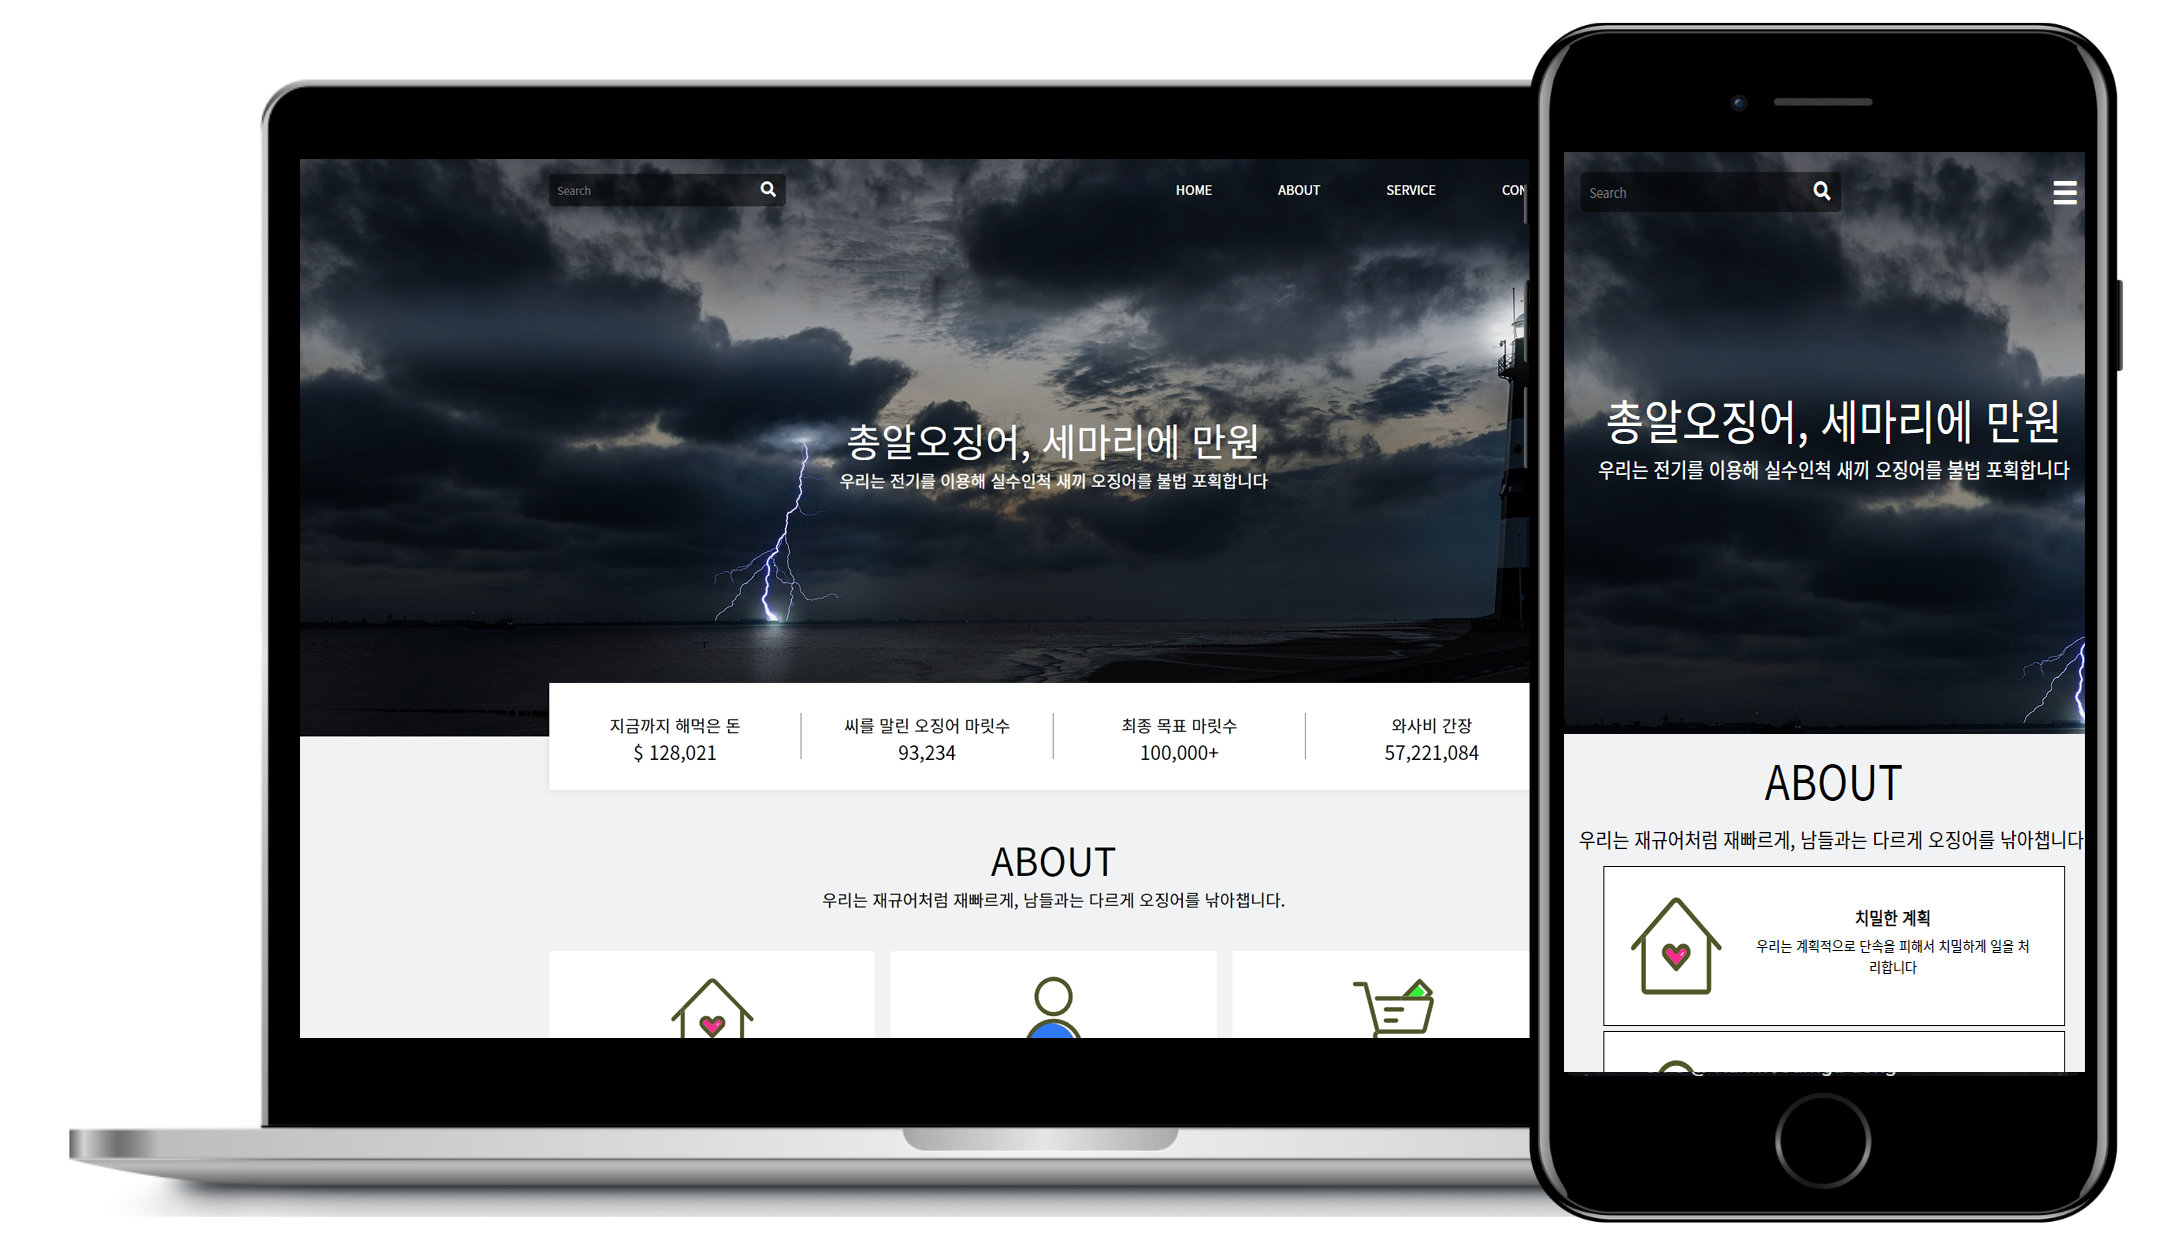 Search
HOME
ABOUT
SERVICE
CON
총알오징어, 세마리에 만원
우리는 전기를 이용해 실수인척 새끼 오징어를 불법 포획합니다
지금까지 해먹은 돈
$ 128,021
씨를 말린 오징어 마릿수
93,234
최종 목표 마릿수
100,000+
와사비 간장
57,221,084
ABOUT
우리는 재규어처럼 재빠르게, 남들과는 다르게 오징어를 낚아챕니다.
Search
총알오징어, 세마리에 만원
우리는 전기를 이용해 실수인척 새끼 오징어를 불법 포획합니다
ABOUT
우리는 재규어처럼 재빠르게, 남들과는 다르게 오징어를 낚아챕니다
치밀한 계획
우리는 계획적으로 단속을 피해서 치밀하게 일을 처
리합니다